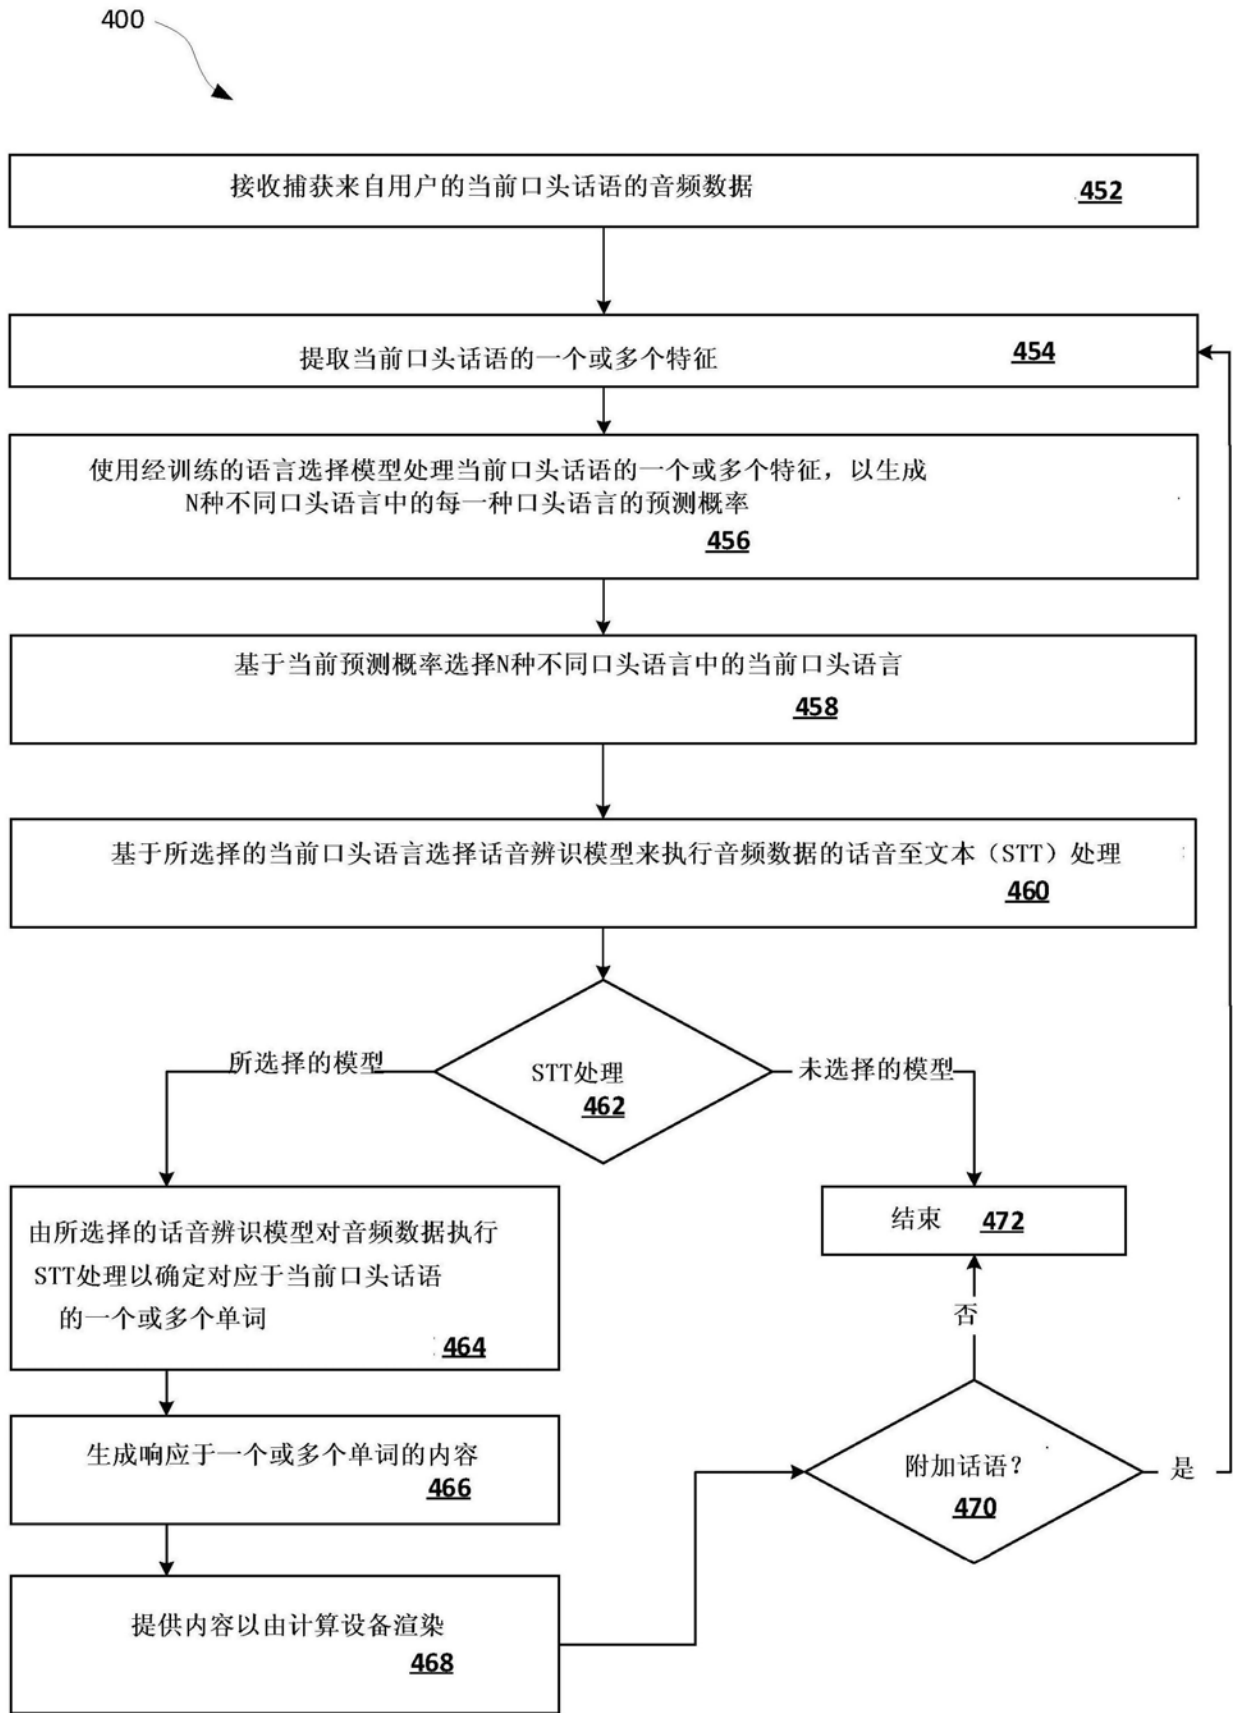 400
接收捕获来自用户的当前口头话语的音频数据
452
提取当前口头话语的一个或多个特征
454
使用经训练的语言选择模型处理当前口头话语的一个或多个特征，以生成
N种不同口头语言中的每一种口头语言的预测概率
456
基于当前预测概率选择N种不同口头语言中的当前口头语言
458
基于所选择的当前口头语言选择话音辨识模型来执行音频数据的话音至文本（STT）处理
460
所选择的模型
STT处理
462
未选择的模型
由所选择的话音辨识模型对音频数据执行
STT处理以确定对应于当前口头话语
的一个或多个单词
464
结束 472
否
生成响应于一个或多个单词的内容
466
附加话语？
470
是
提供内容以由计算设备渲染
468